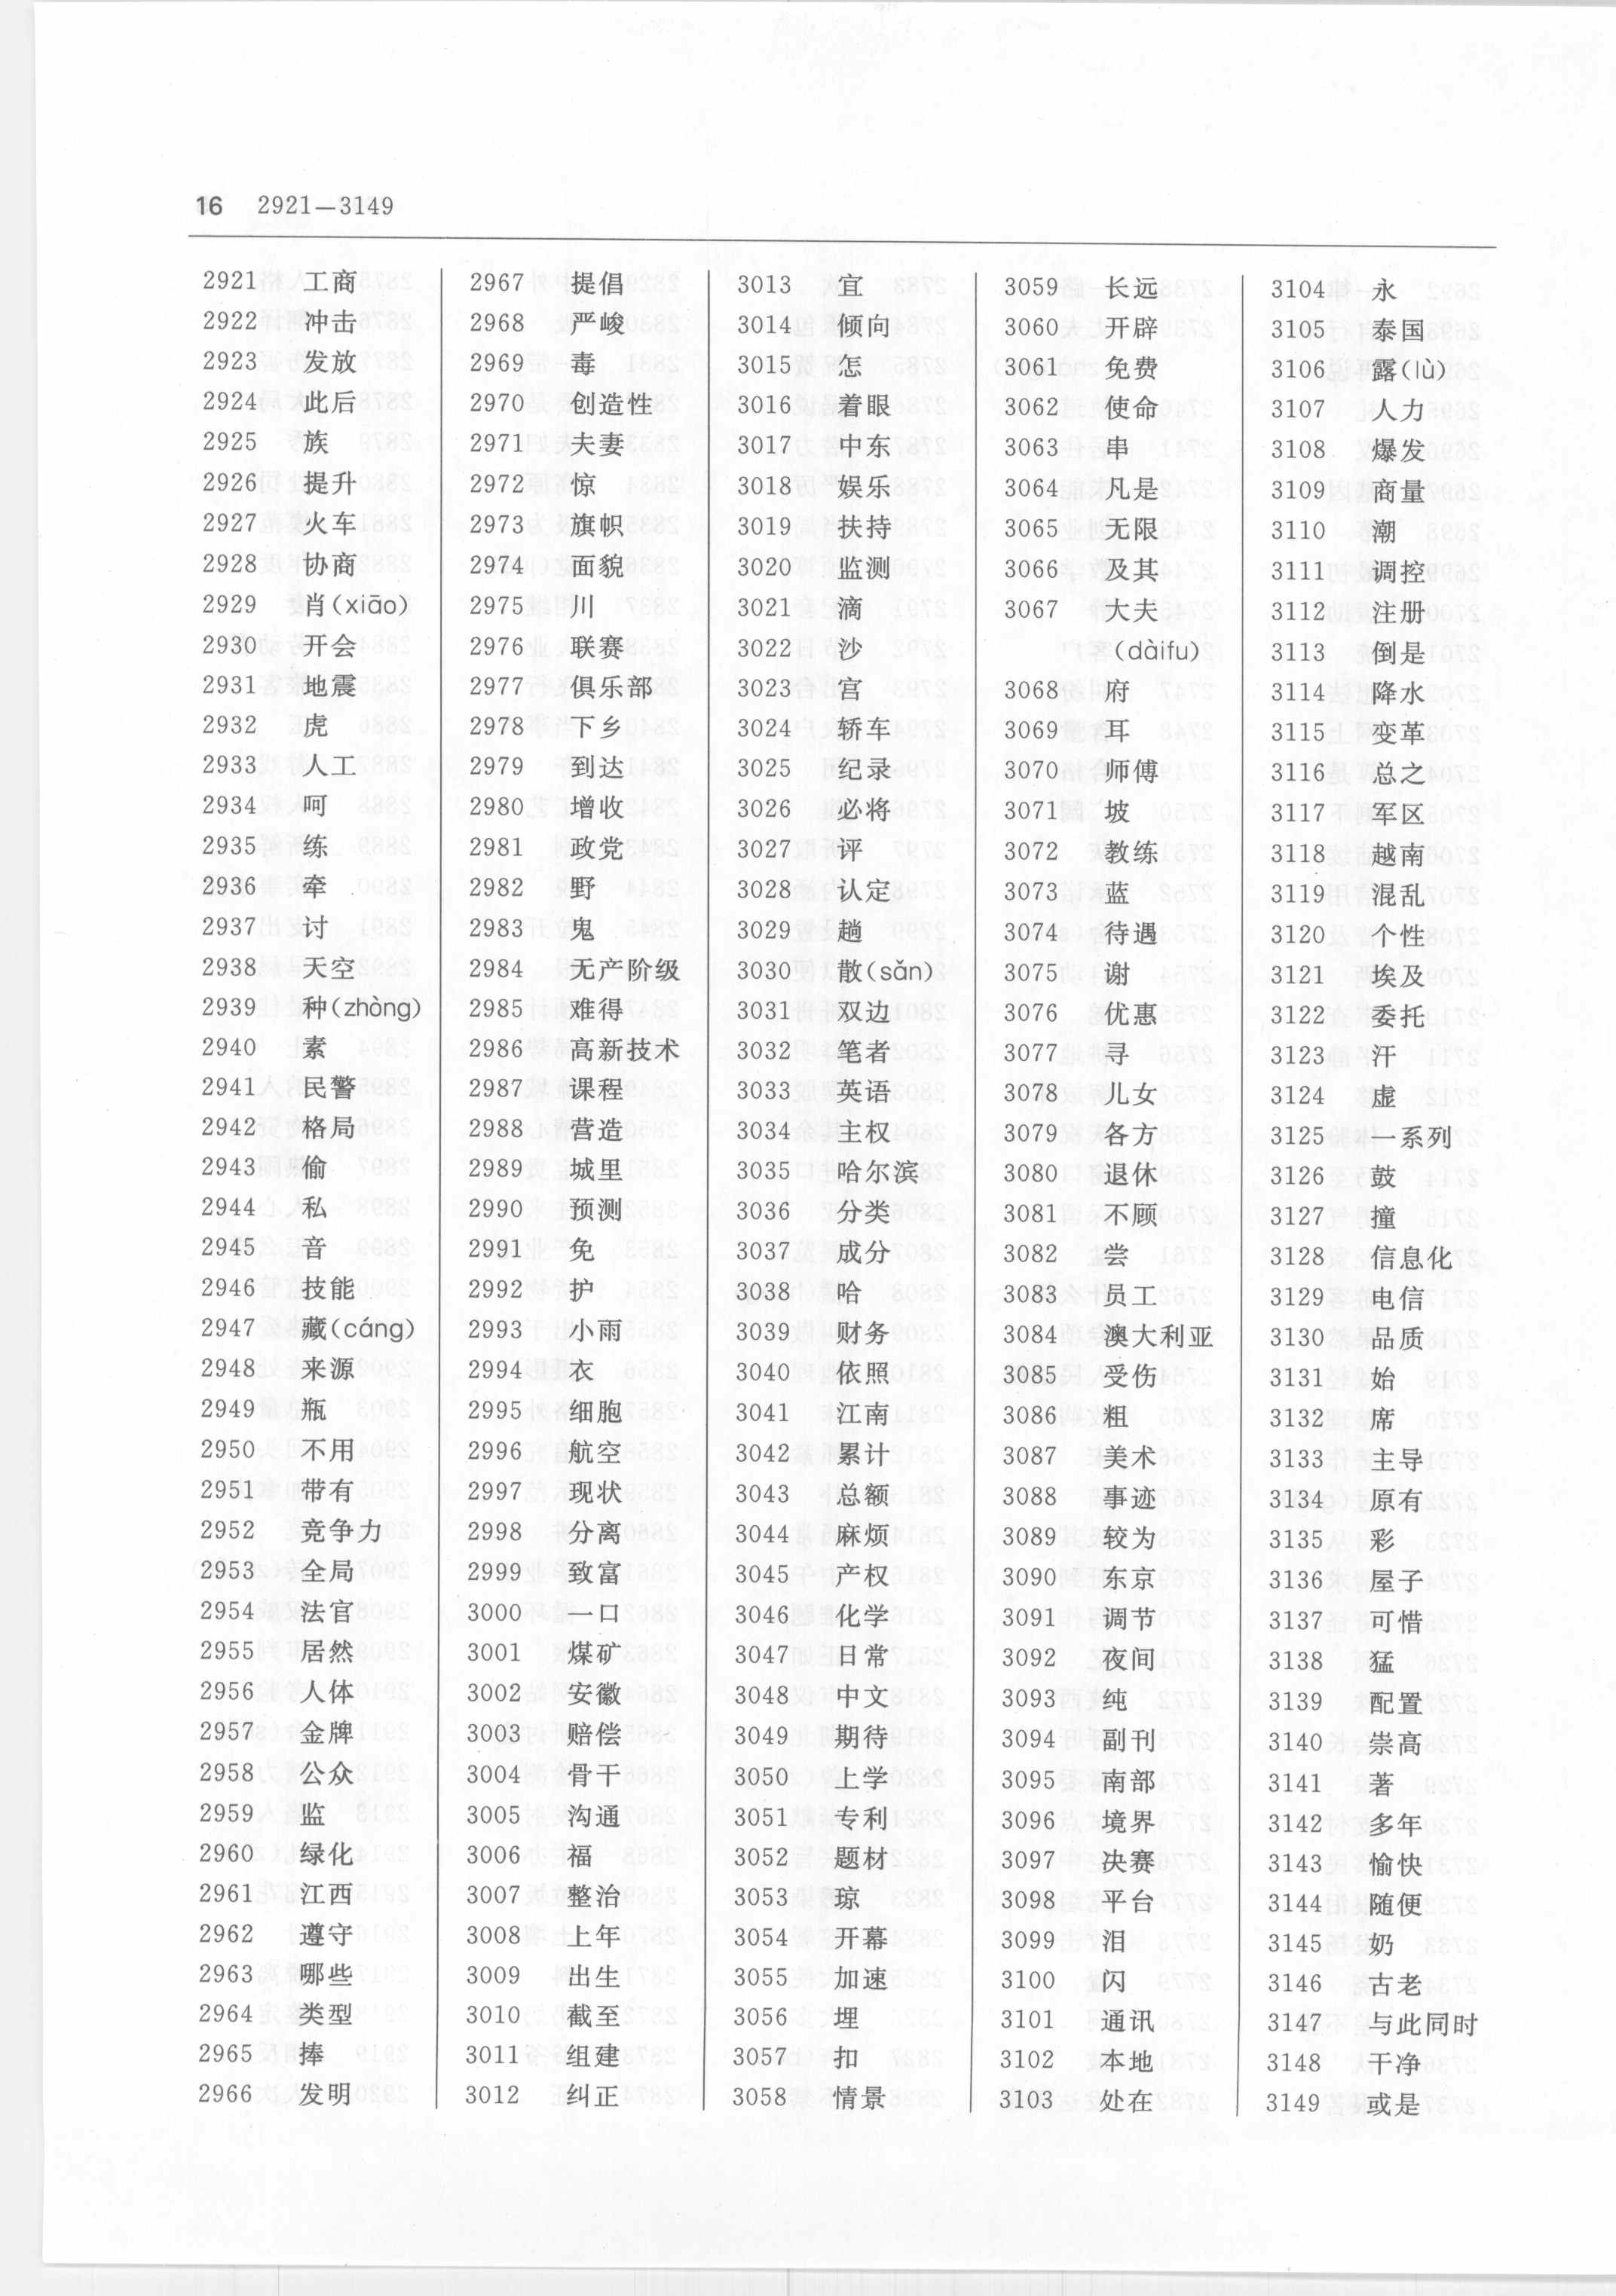 16 2921—3149
2921 工商
2922 冲击
2923 发放
2924 此后
2925 族
2926 提升
2927 火车
2928 协商
2929 肖(xiāo)
2930 开会
2931 地震
2932 虎
2933 人工
2934 呵
2935 练
2936 牵
2937 讨
2938 天空
2939 种(zhòng)
2940 素
2941 民警
2942 格局
2943 偷
2944 私
2945 音
2946 技能
2947 藏(cáng)
2948 来源
2949 瓶
2950 不用
2951 带有
2952 竞争力
2953 全局
2954 法官
2955 居然
2956 人体
2957 金牌
2958 公众
2959 监
2960 绿化
2961 江西
2962 遵守
2963 哪些
2964 类型
2965 捧
2966 发明
2967 提倡
2968 严峻
2969 毒
2970 创造性
2971 夫妻
2972 惊
2973 旗帜
2974 面貌
2975 川
2976 联赛
2977 俱乐部
2978 下乡
2979 到达
2980 增收
2981 政党
2982 野
2983 鬼
2984 无产阶级
2985 难得
2986 高新技术
2987 课程
2988 营造
2989 城里
2990 预测
2991 免
2992 护
2993 小雨
2994 衣
2995 细胞
2996 航空
2997 现状
2998 分离
2999 致富
3000 一口
3001 煤矿
3002 安徽
3003 赔偿
3004 骨干
3005 沟通
3006 福
3007 整治
3008 上年
3009 出生
3010 截至
3011 组建
3012 纠正
3013 宜
3014 倾向
3015 怎
3016 着眼
3017 中东
3018 娱乐
3019 扶持
3020 监测
3021 滴
3022 沙
3023 宫
3024 轿车
3025 纪录
3026 必将
3027 评
3028 认定
3029 趟
3030 散(sǎn)
3031 双边
3032 笔者
3033 英语
3034 主权
3035 哈尔滨
3036 分类
3037 成分
3038 哈
3039 财务
3040 依照
3041 江南
3042 累计
3043 总额
3044 麻烦
3045 产权
3046 化学
3047 日常
3048 中文
3049 期待
3050 上学
3051 专利
3052 题材
3053 琼
3054 开幕
3055 加速
3056 埋
3057 扣
3058 情景
3059 长远
3060 开辟
3061 免费
3062 使命
3063 串
3064 凡是
3065 无限
3066 及其
3067 大夫
(dàifu)
3068 府
3069 耳
3070 师傅
3071 坡
3072 教练
3073 蓝
3074 待遇
3075 谢
3076 优惠
3077 寻
3078 儿女
3079 各方
3080 退休
3081 不顾
3082 尝
3083 员工
3084 澳大利亚
3085 受伤
3086 粗
3087 美术
3088 事迹
3089 较为
3090 东京
3091 调节
3092 夜间
3093 纯
3094 副刊
3095 南部
3096 境界
3097 决赛
3098 平台
3099 泪
3100 闪
3101 通讯
3102 本地
3103 处在
3104 永
3105 泰国
3106 露(lù)
3107 人力
3108 爆发
3109 商量
3110 潮
3111 调控
3112 注册
3113 倒是
3114 降水
3115 变革
3116 总之
3117 军区
3118 越南
3119 混乱
3120 个性
3121 埃及
3122 委托
3123 汗
3124 虚
3125 一系列
3126 鼓
3127 撞
3128 信息化
3129 电信
3130 品质
3131 始
3132 席
3133 主导
3134 原有
3135 彩
3136 屋子
3137 可惜
3138 猛
3139 配置
3140 崇高
3141 著
3142 多年
3143 愉快
3144 随便
3145 奶
3146 古老
3147 与此同时
3148 干净
3149 或是